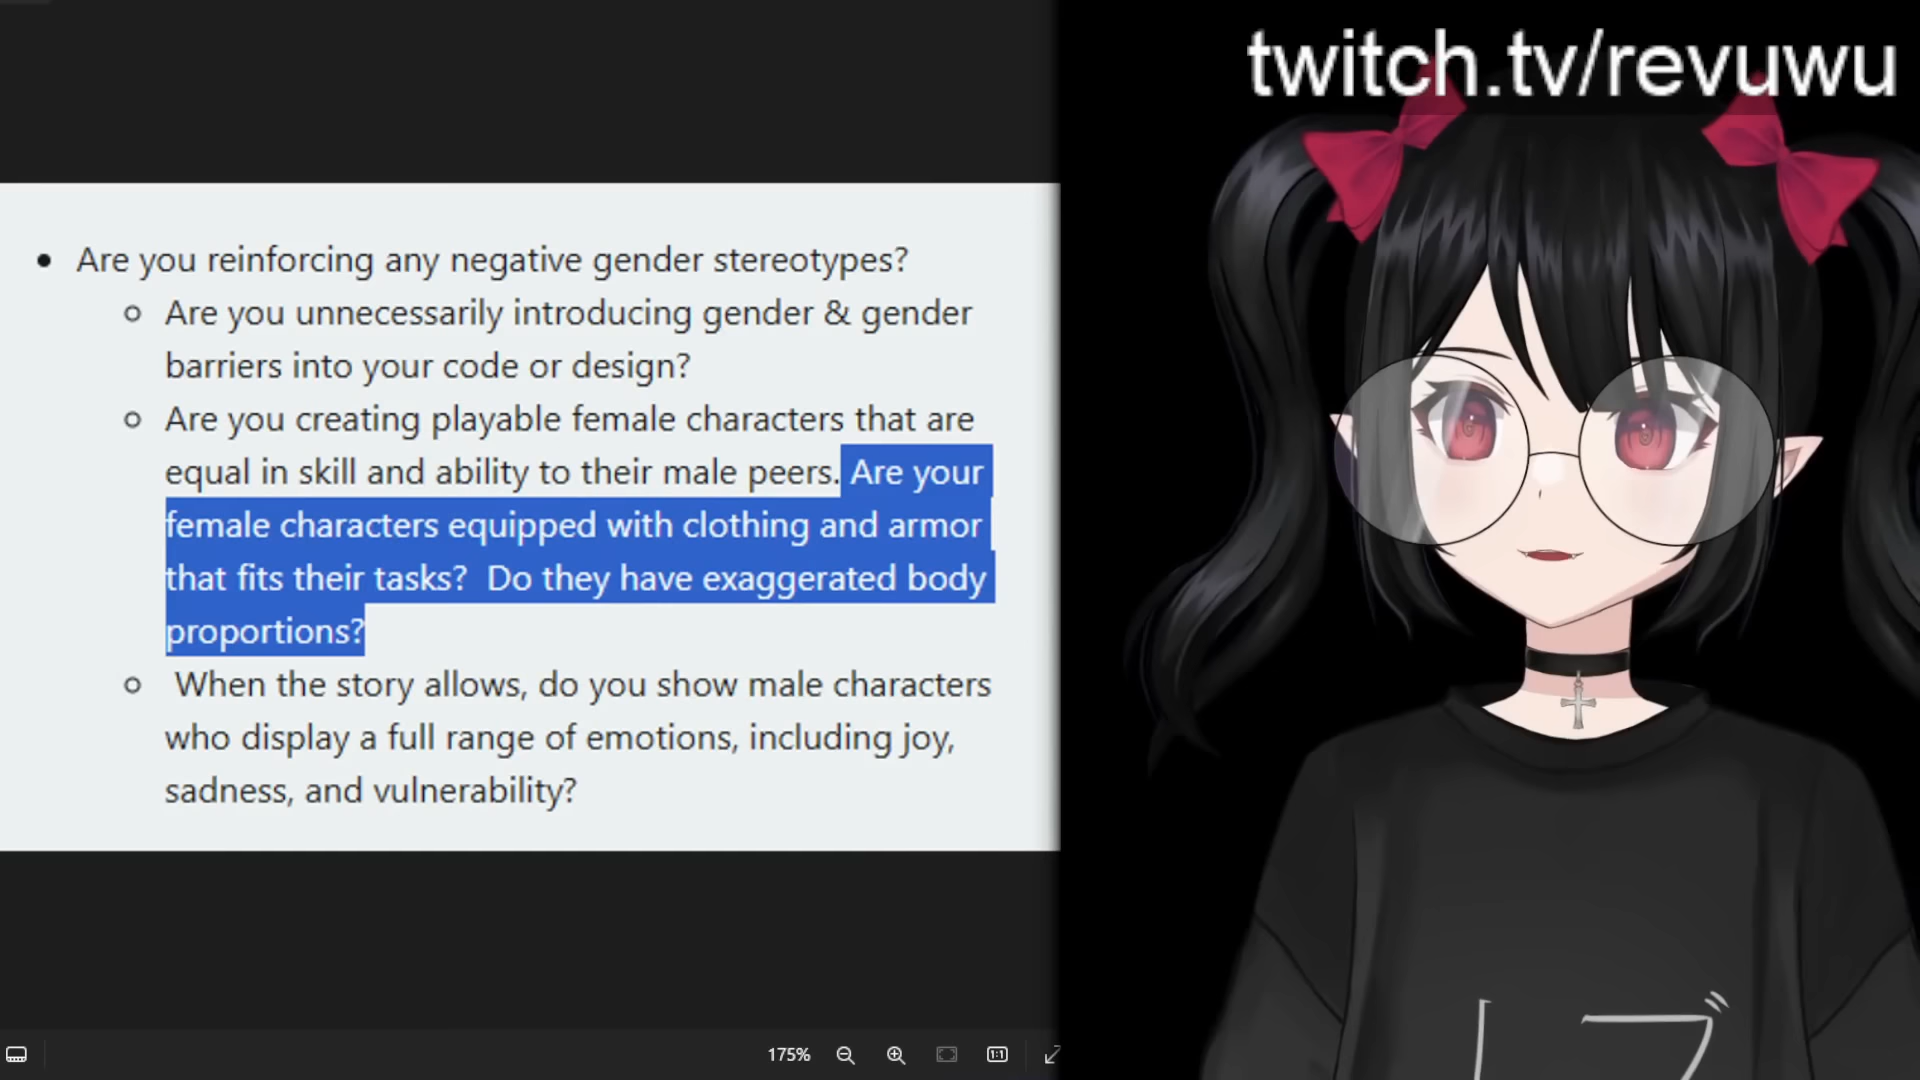 twitch.tv/revuwu
• Are you reinforcing any negative gender stereotypes?
○ Are you unnecessarily introducing gender & gender
barriers into your code or design?
○ Are you creating playable female characters that are
equal in skill and ability to their male peers. Are your
female characters equipped with clothing and armor
that fits their tasks?  Do they have exaggerated body
proportions?
○ When the story allows, do you show male characters
who display a full range of emotions, including joy,
sadness, and vulnerability?
レブ
175%
1:1